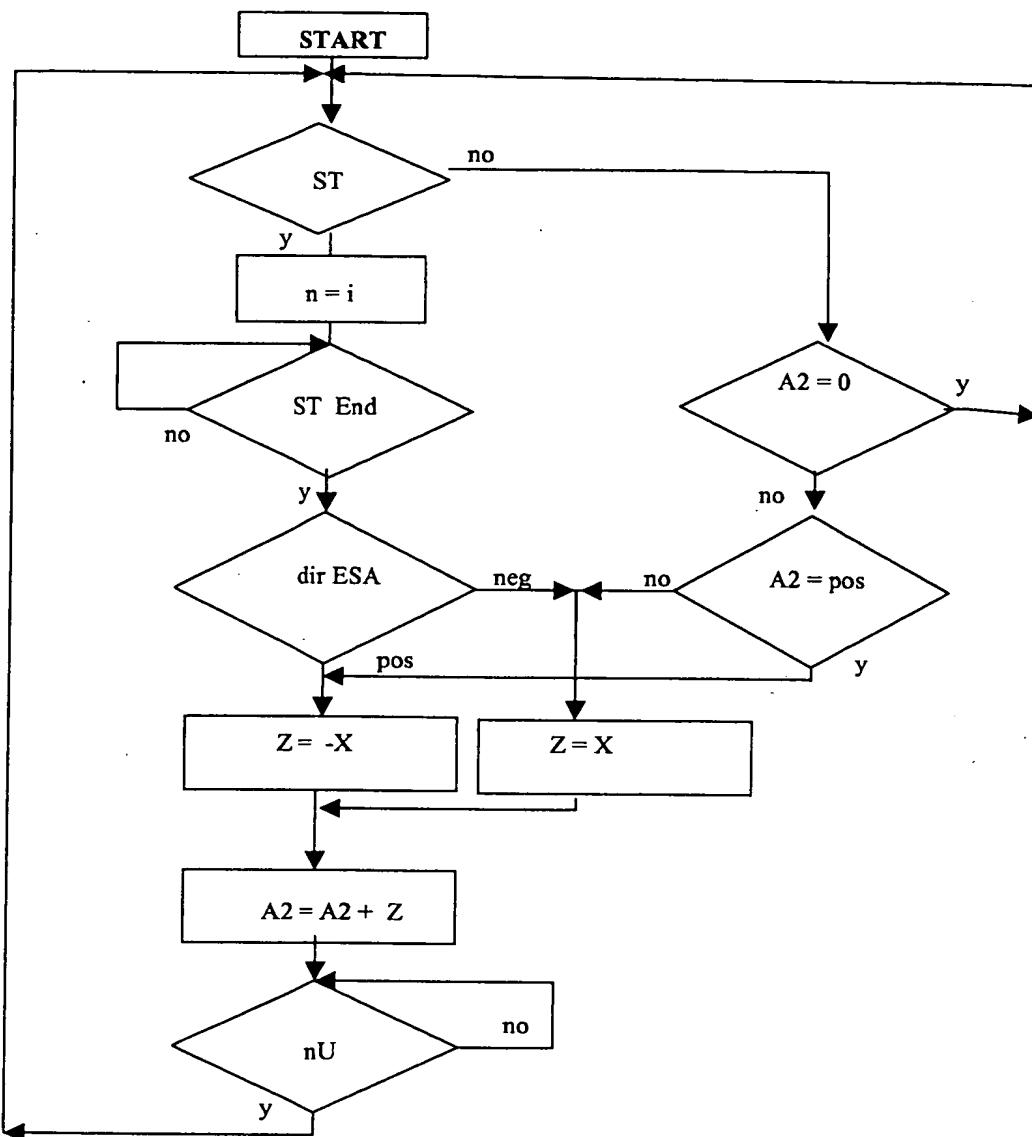 START
ST
no
y
n = i
ST End
no
y
A2 = 0
y
no
dir ESA
neg
no
A2 = pos
pos
y
Z = -X
Z = X
A2 = A2 + Z
nU
no
y